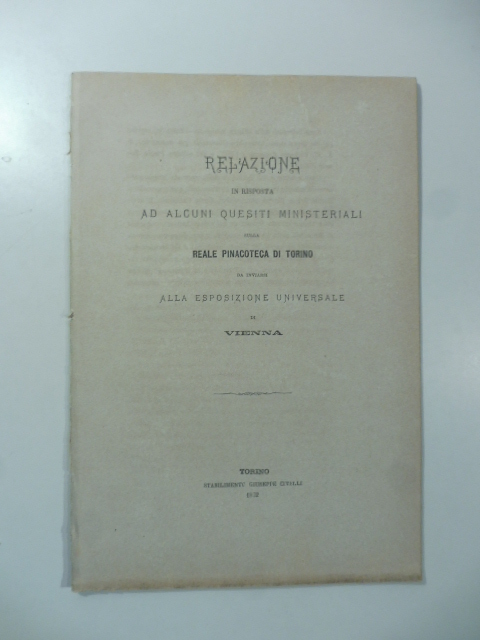 RELAZIONE
IN RISPOSTA
AD ALCUNI QUESITI MINISTERIALI
SULLA
REALE PINACOTECA DI TORINO
DA INVIARSI
ALLA ESPOSIZIONE UNIVERSALE
DI
VIENNA
TORINO
STABILIMENTO GIUSEPPE CIVELLI